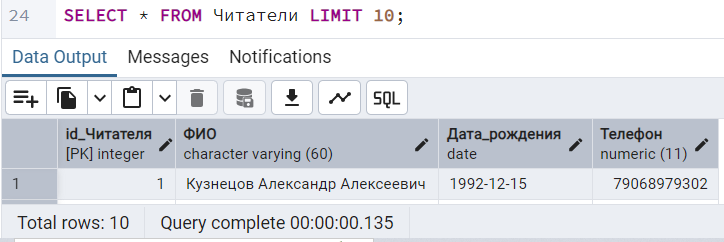 24 SELECT * FROM Читатели LIMIT 10;
Data Output Messages Notifications
SQL
id_Читателя ФИО Дата_рождения Телефон
[PK] integer character varying (60) date numeric (11)
1 1 Кузнецов Александр Алексеевич 1992-12-15 79068979302
Total rows: 10 Query complete 00:00:00.135